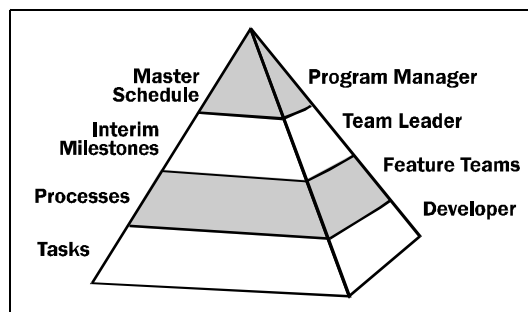 Master
Schedule
Program Manager
Interim
Milestones
Team Leader
Processes
Feature Teams
Tasks
Developer